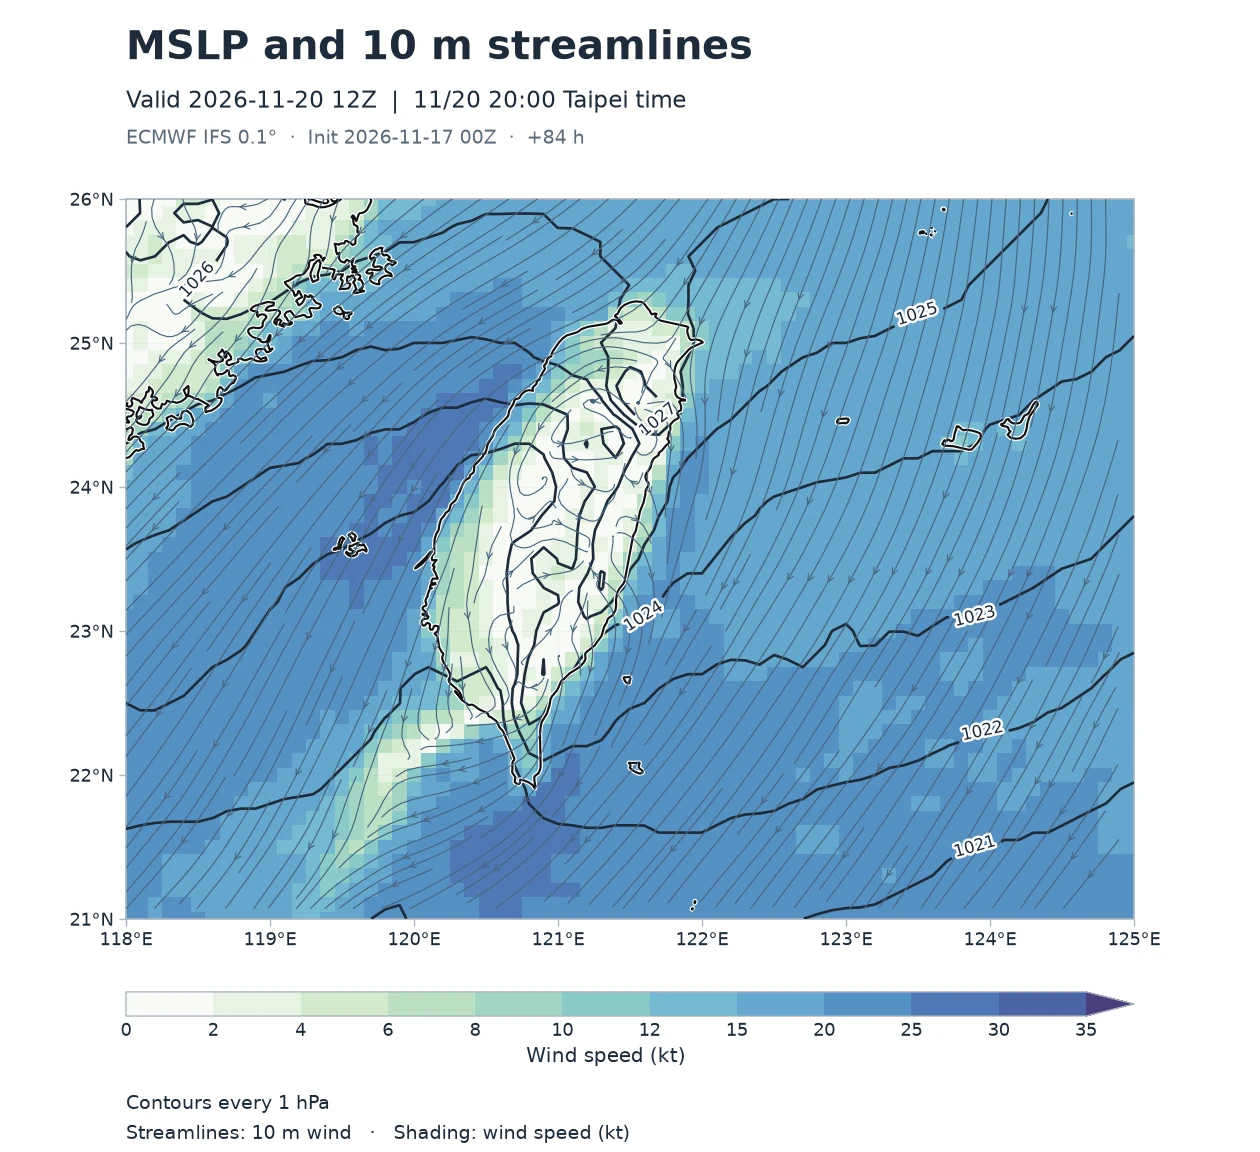 MSLP and 10 m streamlines
Valid 2026-11-20 12Z | 11/20 20:00 Taipei time
ECMWF IFS 0.1° · Init 2026-11-17 00Z · +84 h
26°N
25°N
24°N
23°N
22°N
21°N
1026
1025
1027
1024
1023
1022
1021
118°E 119°E 120°E 121°E 122°E 123°E 124°E 125°E
0 2 4 6 8 10 12 15 20 25 30 35
Wind speed (kt)
Contours every 1 hPa
Streamlines: 10 m wind · Shading: wind speed (kt)